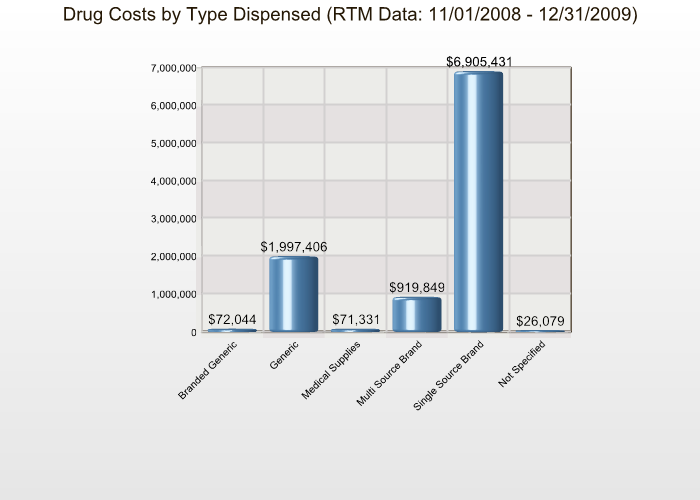 Drug Costs by Type Dispensed (RTM Data: 11/01/2008 - 12/31/2009)
7,000,000
6,000,000
5,000,000
4,000,000
3,000,000
2,000,000
1,000,000
0
$72,044
$1,997,406
$71,331
$919,849
$6,905,431
$26,079
Branded Generic
Generic
Medical Supplies
Multi Source Brand
Single Source Brand
Not Specified